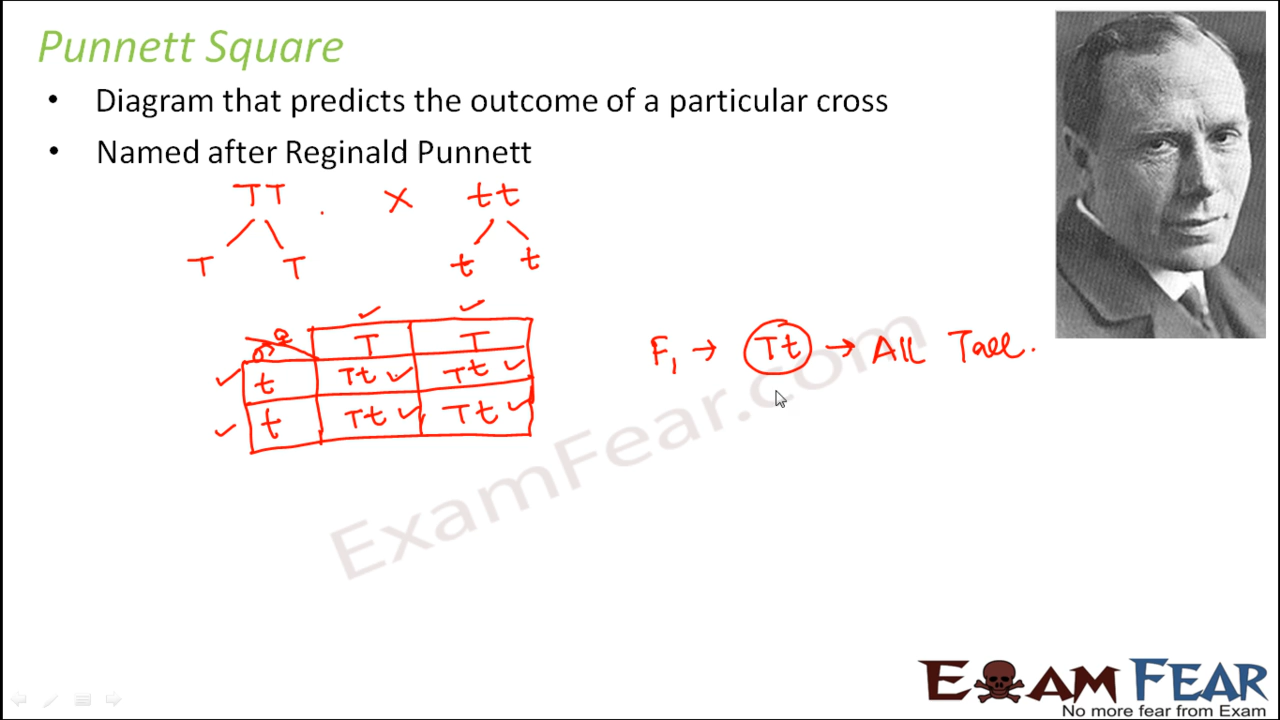 Punnett Square
• Diagram that predicts the outcome of a particular cross
• Named after Reginald Punnett
TT x tt
T T t t
♀ ♂ T T
t Tt ✓ Tt ✓
t Tt ✓ Tt ✓
F₁ → Tt → All Tall.
ExamFear.com
EXAM FEAR
No more fear from Exam